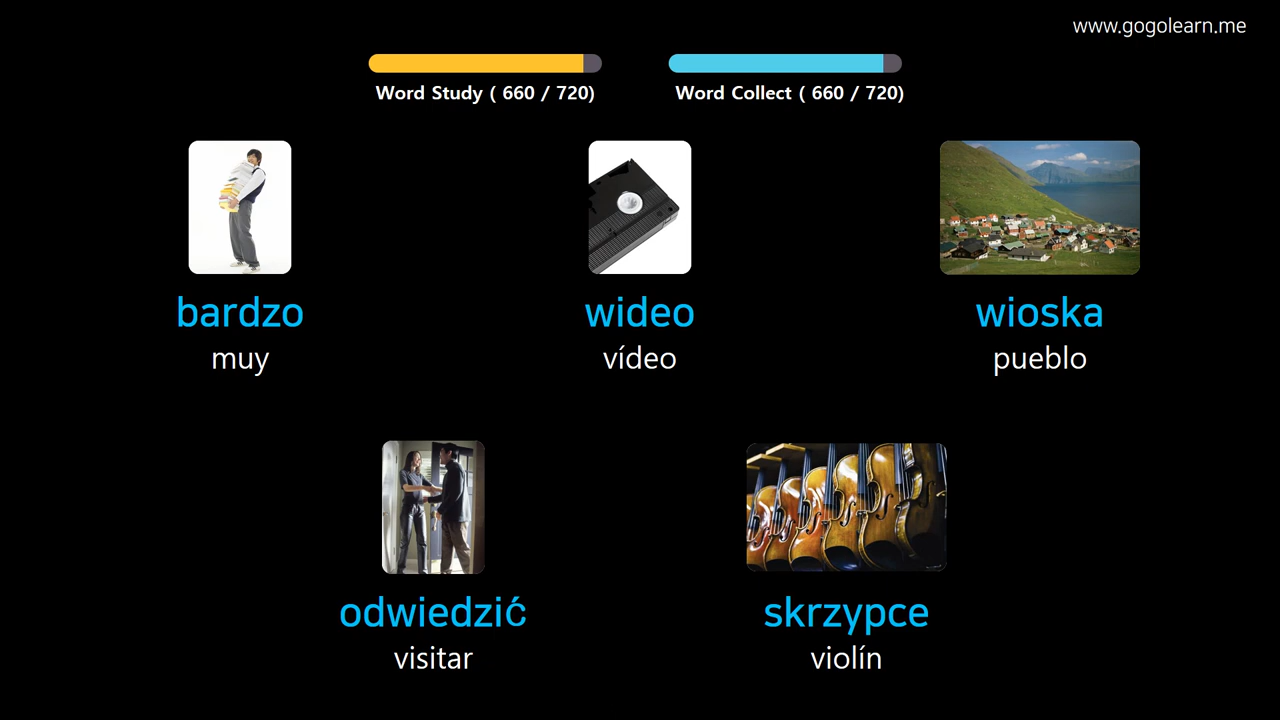 www.gogolearn.me
Word Study ( 660 / 720)
Word Collect ( 660 / 720)
bardzo
muy
wideo
vídeo
wioska
pueblo
odwiedzić
visitar
skrzypce
violín